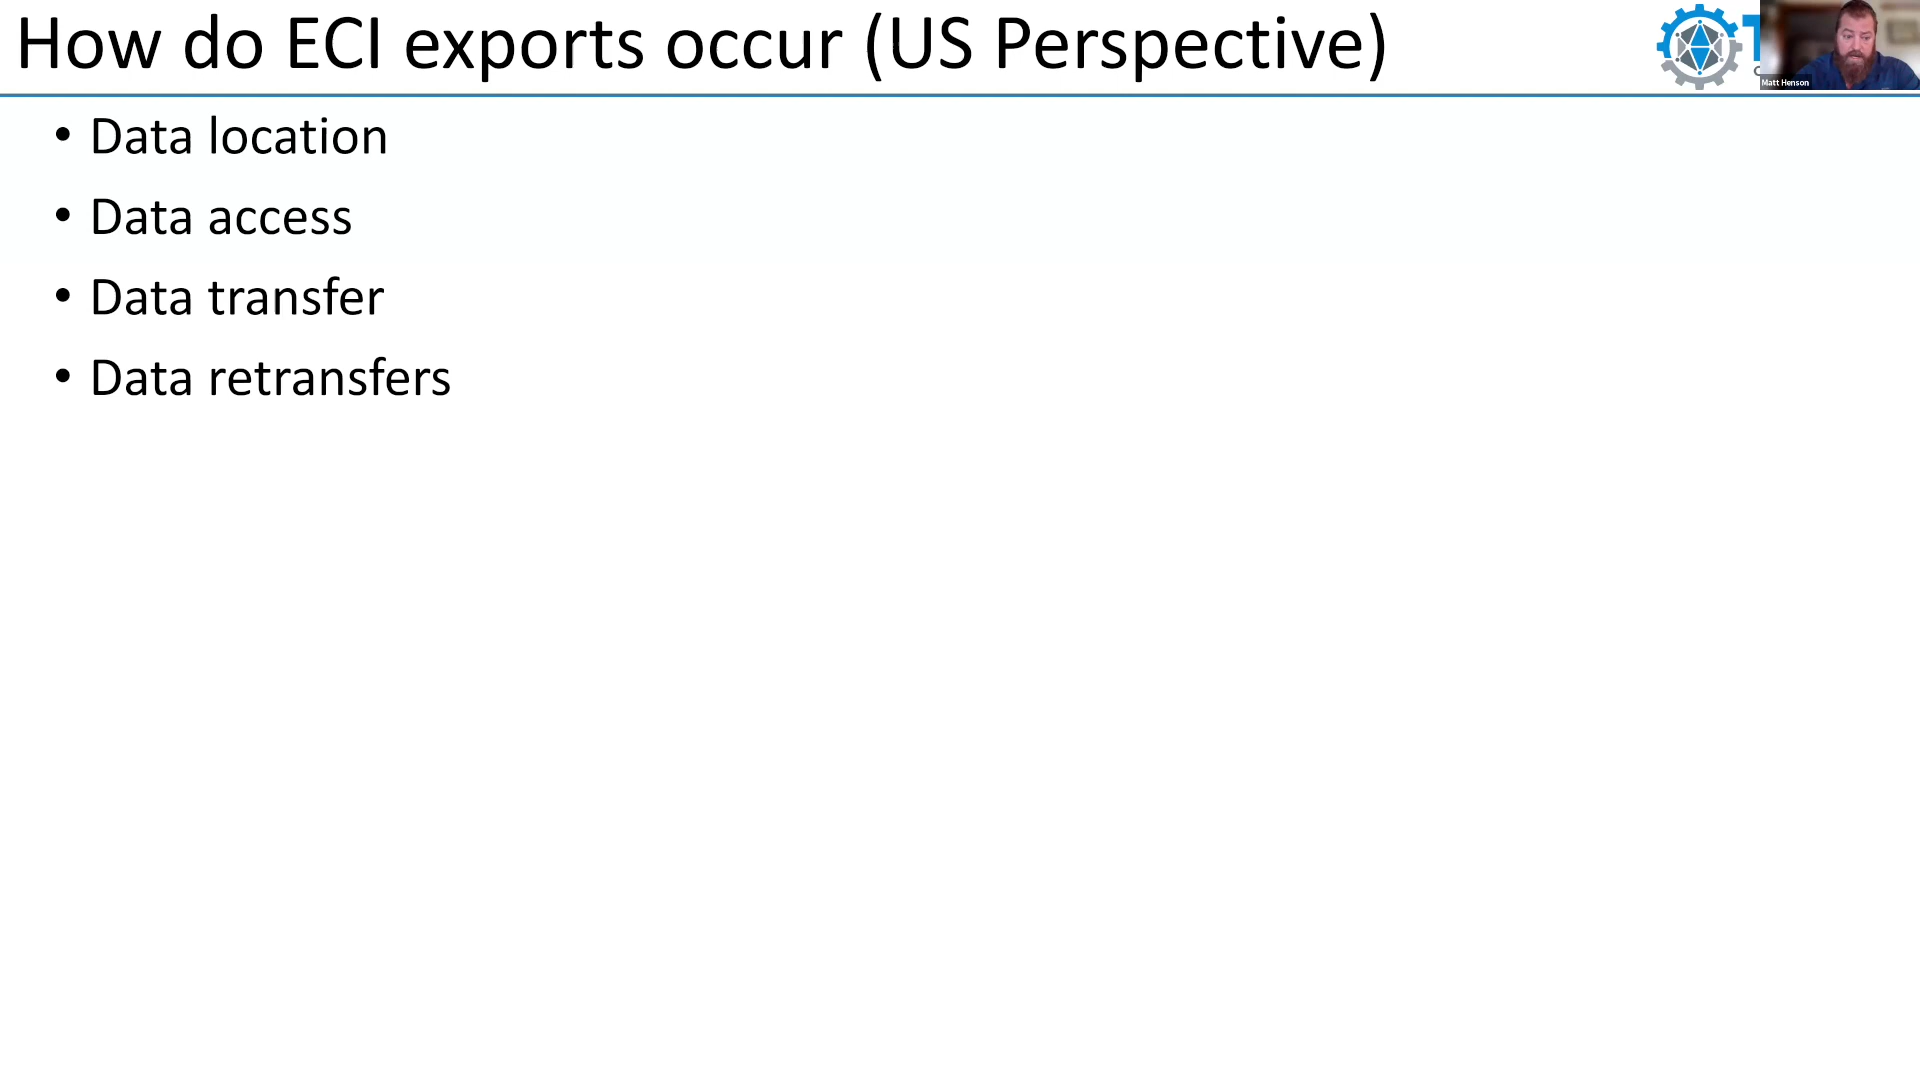 How do ECI exports occur (US Perspective)
Matt Henson
• Data location
• Data access
• Data transfer
• Data retransfers